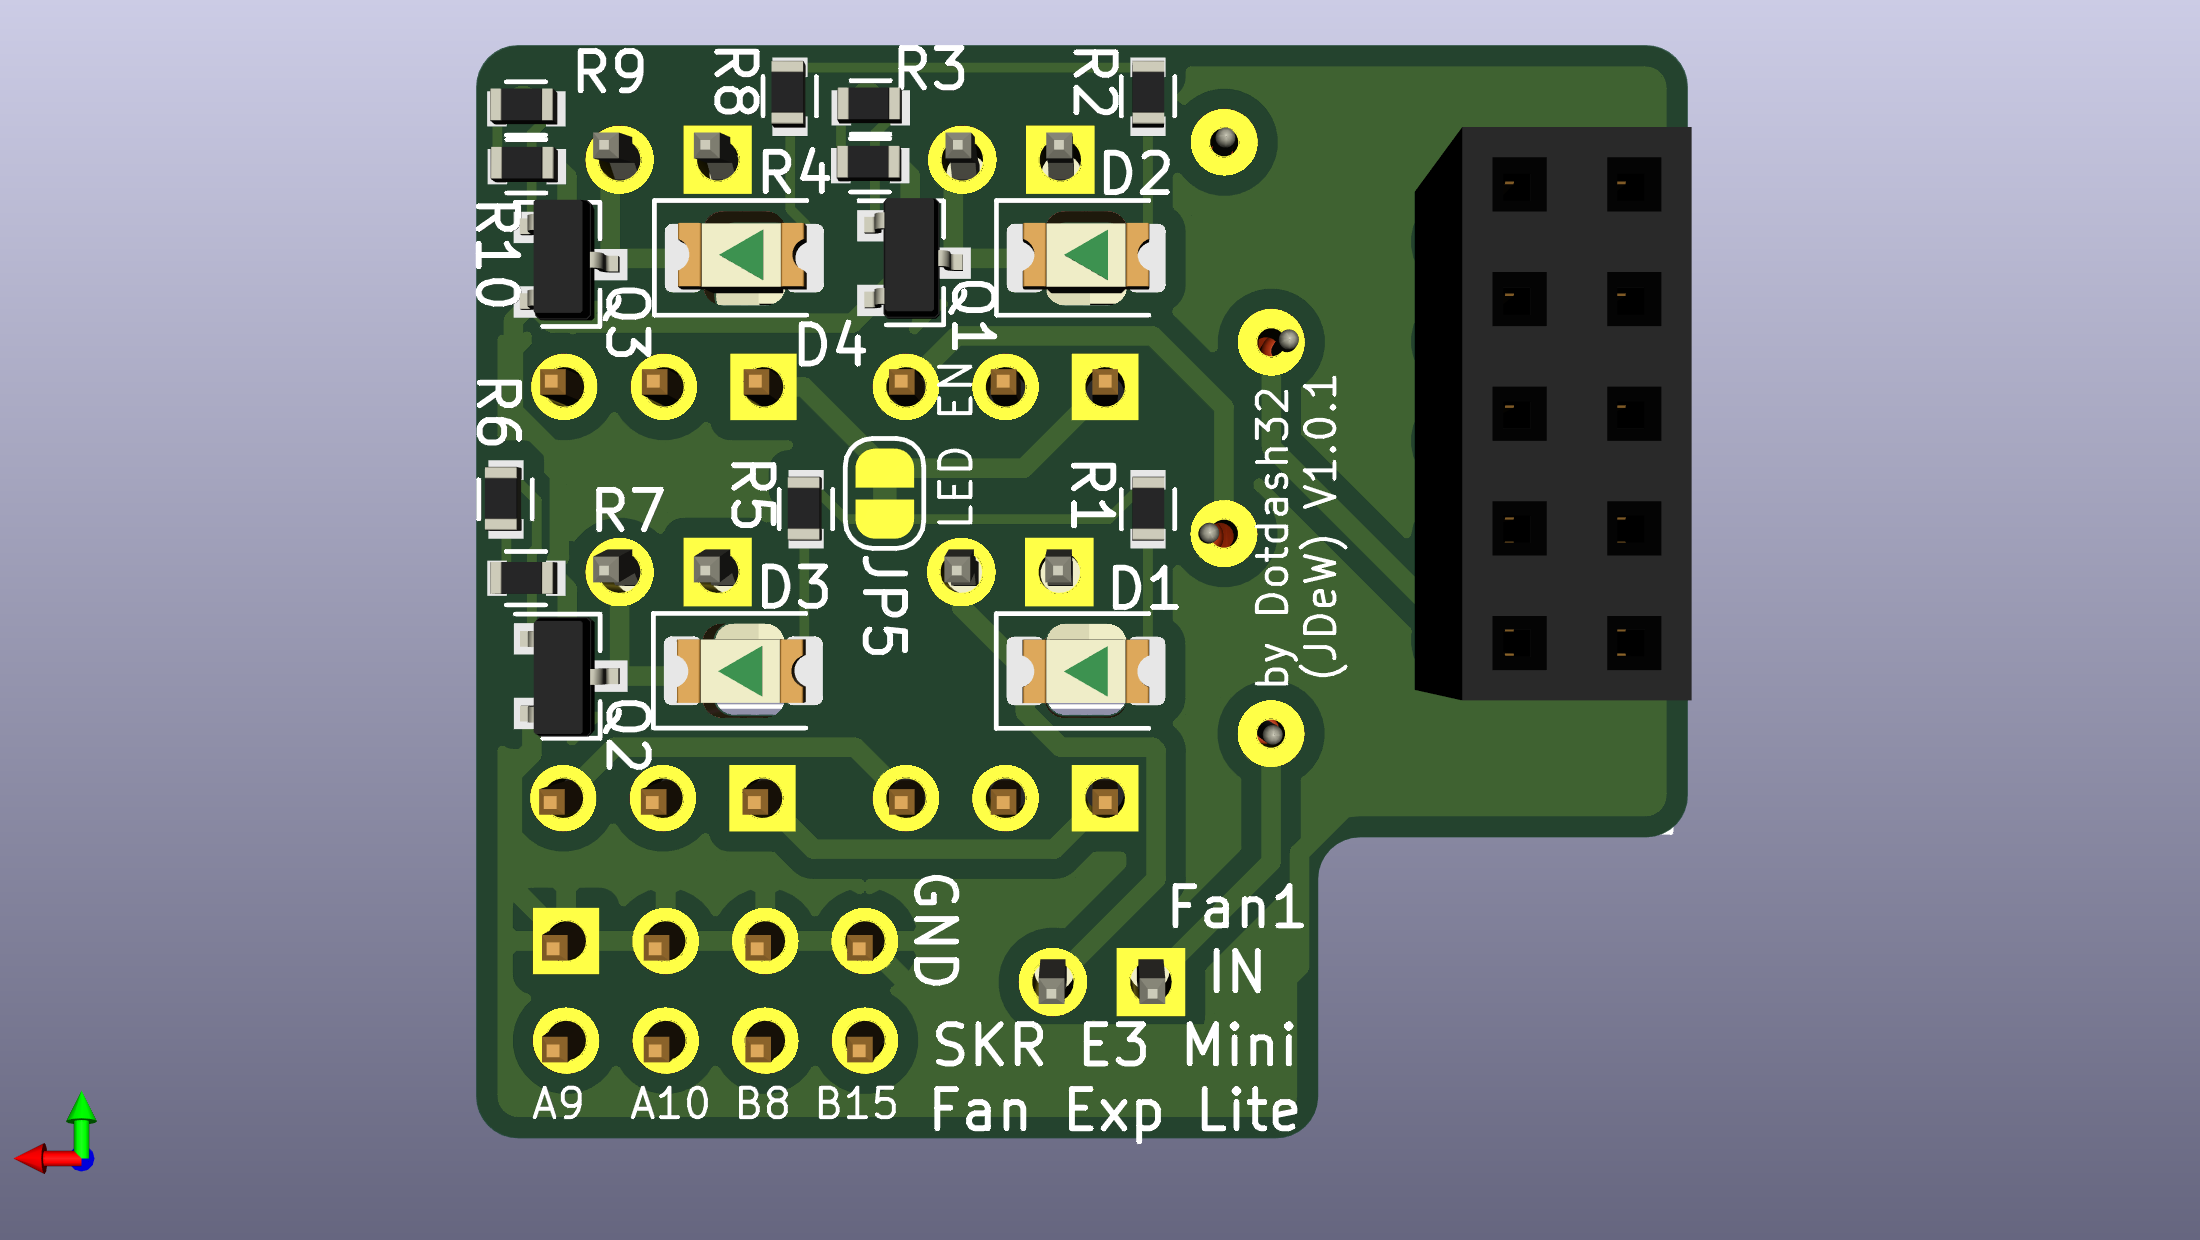 R9
R8
R3
R2
R4
D2
R10
Q3
Q1
D4
LED EN
R6
R7
R5
R1
JP5
D3
D1
by Dotdash32
(JDeW) V1.0.1
Q2
GND
Fan1
IN
SKR E3 Mini
Fan Exp Lite
A9 A10 B8 B15